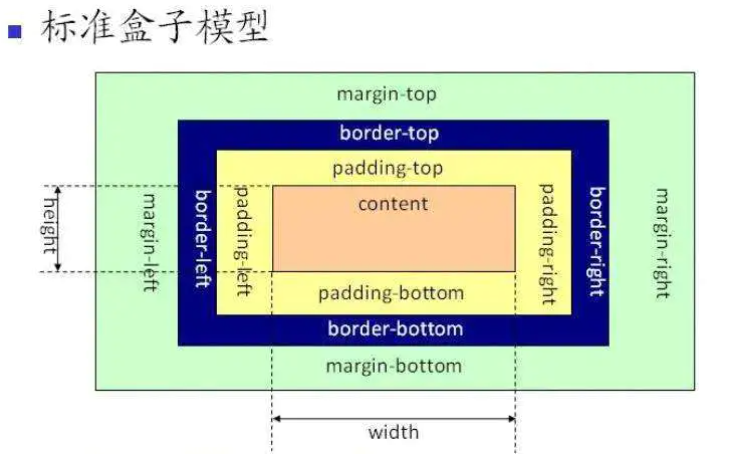 标准盒子模型
margin-top
border-top
padding-top
content
height
margin-left
border-left
padding-left
padding-right
border-right
margin-right
padding-bottom
border-bottom
margin-bottom
width